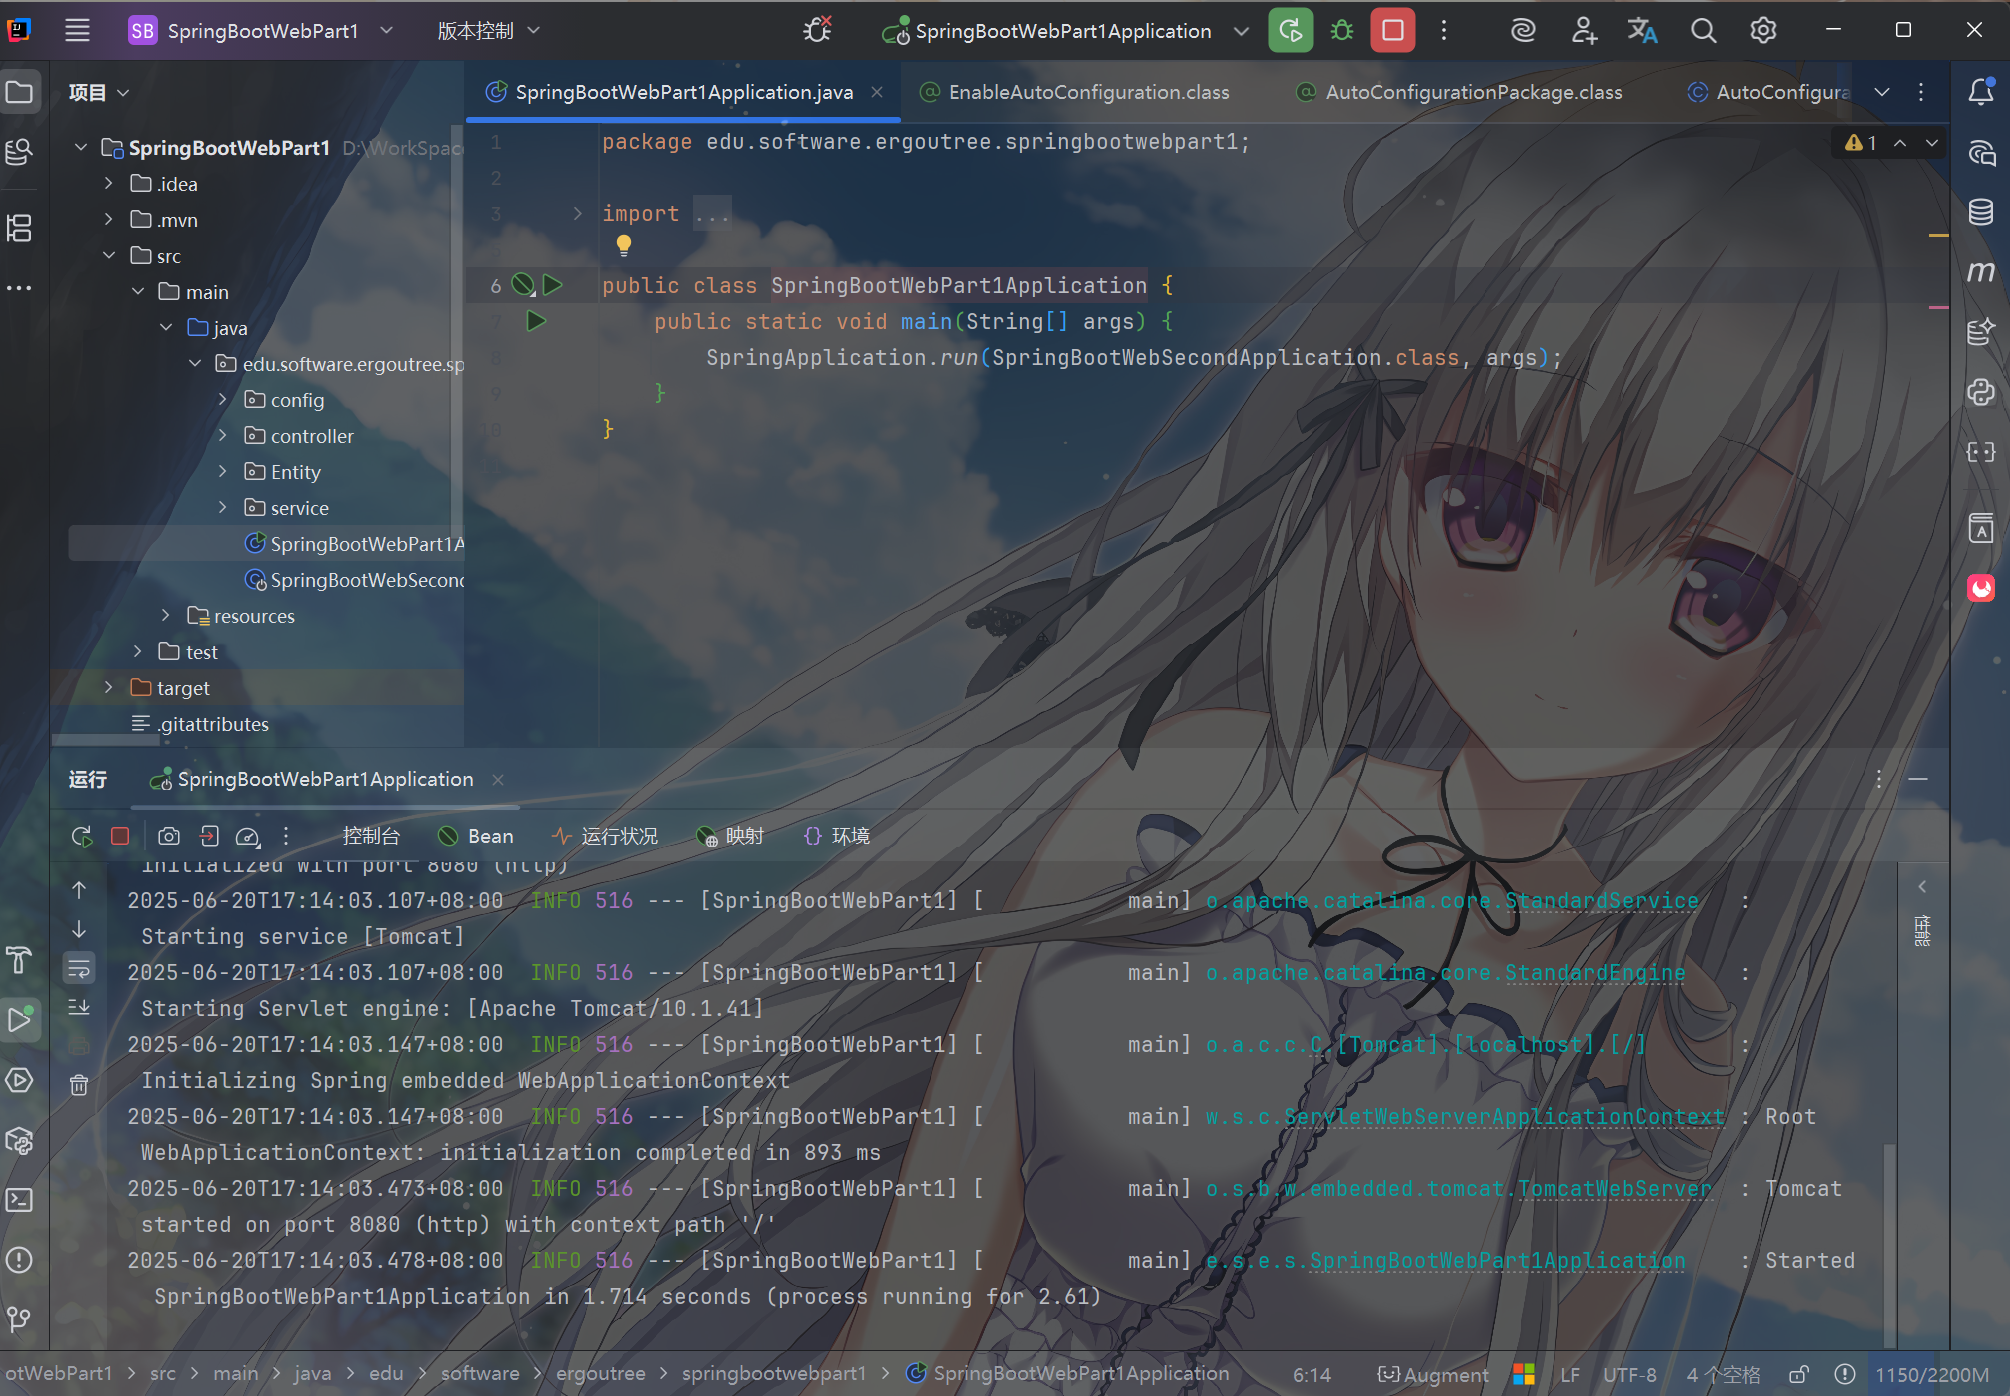 SB SpringBootWebPart1 版本控制 SpringBootWebPart1Application
项目
SpringBootWebPart1 D:\WorkSpac
.idea
.mvn
src
main
java
edu.software.ergoutree.sp
config
controller
Entity
service
SpringBootWebPart1A
SpringBootWebSecond
resources
test
target
.gitattributes
SpringBootWebPart1Application.java EnableAutoConfiguration.class AutoConfigurationPackage.class AutoConfigura
1 package edu.software.ergoutree.springbootwebpart1;
2
3 import ...
6 public class SpringBootWebPart1Application {
7 public static void main(String[] args) {
8 SpringApplication.run(SpringBootWebSecondApplication.class, args);
9 }
10 }
1
运行 SpringBootWebPart1Application
控制台 Bean 运行状况 映射 环境
initialized with port 8080 (http)
2025-06-20T17:14:03.107+08:00 INFO 516 --- [SpringBootWebPart1] [ main] o.apache.catalina.core.StandardService :
Starting service [Tomcat]
2025-06-20T17:14:03.107+08:00 INFO 516 --- [SpringBootWebPart1] [ main] o.apache.catalina.core.StandardEngine :
Starting Servlet engine: [Apache Tomcat/10.1.41]
2025-06-20T17:14:03.147+08:00 INFO 516 --- [SpringBootWebPart1] [ main] o.a.c.c.C.[Tomcat].[localhost].[/] :
Initializing Spring embedded WebApplicationContext
2025-06-20T17:14:03.147+08:00 INFO 516 --- [SpringBootWebPart1] [ main] w.s.c.ServletWebServerApplicationContext : Root
WebApplicationContext: initialization completed in 893 ms
2025-06-20T17:14:03.473+08:00 INFO 516 --- [SpringBootWebPart1] [ main] o.s.b.w.embedded.tomcat.TomcatWebServer : Tomcat
started on port 8080 (http) with context path '/'
2025-06-20T17:14:03.478+08:00 INFO 516 --- [SpringBootWebPart1] [ main] e.s.e.s.SpringBootWebPart1Application : Started
SpringBootWebPart1Application in 1.714 seconds (process running for 2.61)
性能
otWebPart1 src main java edu software ergoutree springbootwebpart1 SpringBootWebPart1Application 6:14 Augment LF UTF-8 4 个空格 1150/2200M